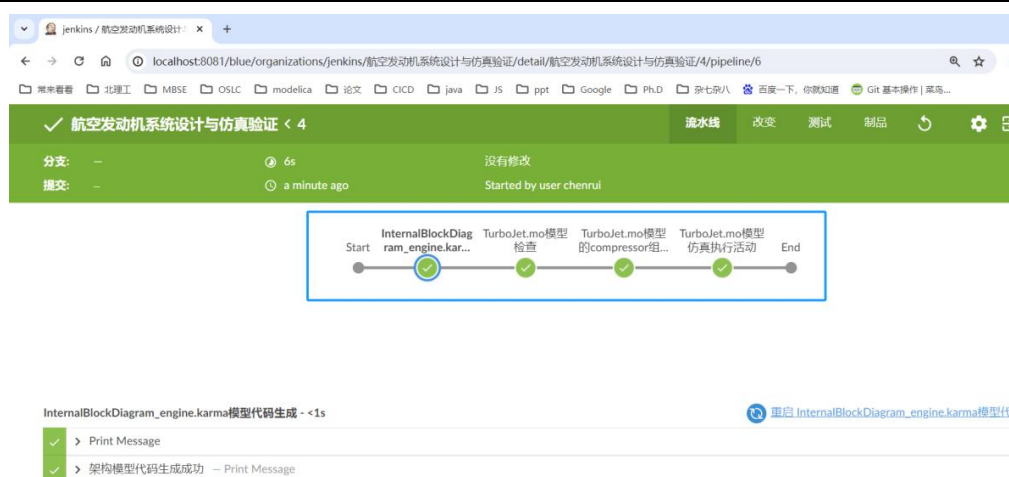 jenkins / 航空发动机系统设计与
localhost:8081/blue/organizations/jenkins/航空发动机系统设计与仿真验证/detail/航空发动机系统设计与仿真验证/4/pipeline/6
常来看看 北理工 MBSE OSLC modelica 论文 CICD java JS ppt Google Ph.D 杂七杂八 百度一下，你就知道 Git 基本操作 | 菜鸟...
航空发动机系统设计与仿真验证 < 4 流水线 改变 测试 制品
分支: – 6s 没有修改
提交: – a minute ago Started by user chenrui
InternalBlockDiag TurboJet.mo模型 TurboJet.mo模型 TurboJet.mo模型
Start ram_engine.kar... 检查 的compressor组... 仿真执行活动 End
InternalBlockDiagram_engine.karma模型代码生成 - <1s 重启 InternalBlockDiagram_engine.karma模型代
Print Message
架构模型代码生成成功 – Print Message